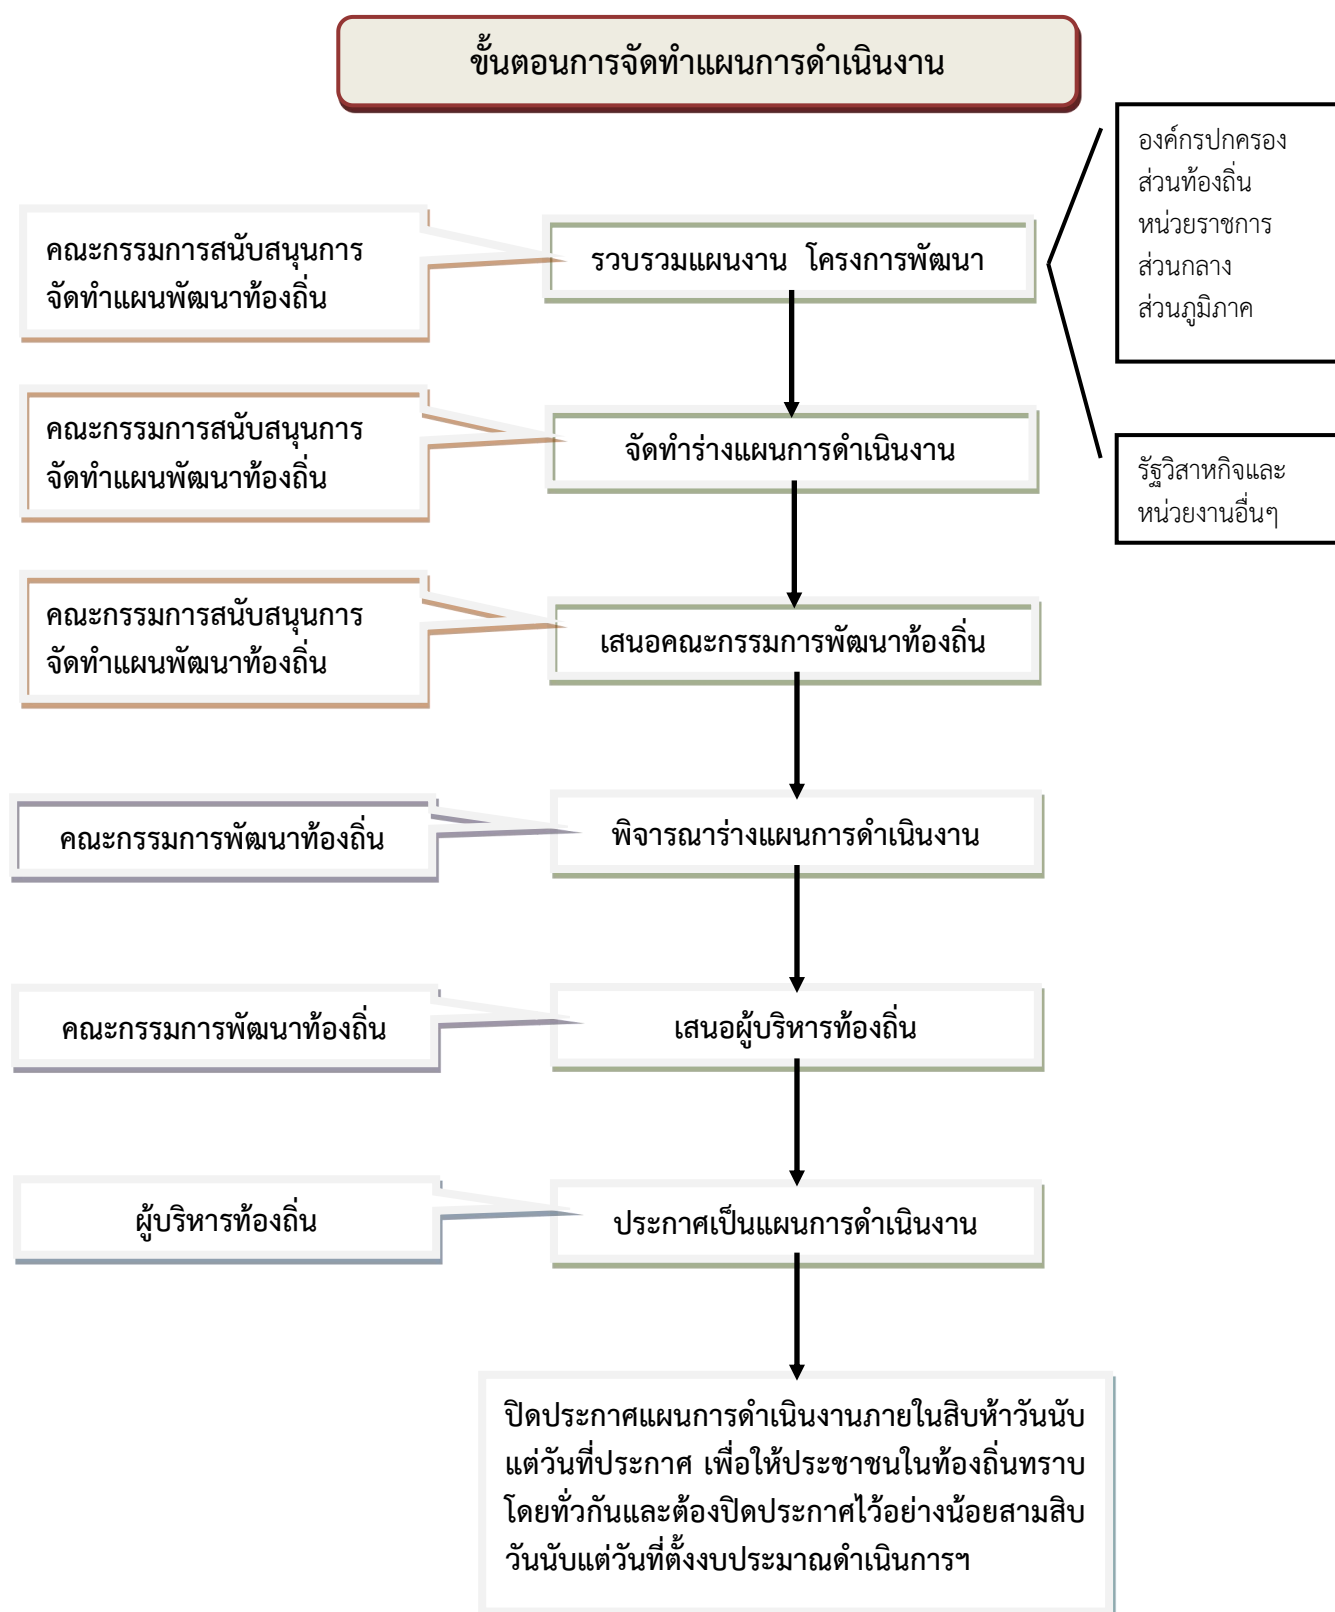 ขั้นตอนการจัดทำแผนการดำเนินงาน
องค์กรปกครอง
ส่วนท้องถิ่น
หน่วยราชการ
ส่วนกลาง
ส่วนภูมิภาค
คณะกรรมการสนับสนุนการ
จัดทำแผนพัฒนาท้องถิ่น
รวบรวมแผนงาน โครงการพัฒนา
คณะกรรมการสนับสนุนการ
จัดทำแผนพัฒนาท้องถิ่น
จัดทำร่างแผนการดำเนินงาน
รัฐวิสาหกิจและ
หน่วยงานอื่นๆ
คณะกรรมการสนับสนุนการ
จัดทำแผนพัฒนาท้องถิ่น
เสนอคณะกรรมการพัฒนาท้องถิ่น
คณะกรรมการพัฒนาท้องถิ่น
พิจารณาร่างแผนการดำเนินงาน
คณะกรรมการพัฒนาท้องถิ่น
เสนอผู้บริหารท้องถิ่น
ผู้บริหารท้องถิ่น
ประกาศเป็นแผนการดำเนินงาน
ปิดประกาศแผนการดำเนินงานภายในสิบห้าวันนับ
แต่วันที่ประกาศ เพื่อให้ประชาชนในท้องถิ่นทราบ
โดยทั่วกันและต้องปิดประกาศไว้อย่างน้อยสามสิบ
วันนับแต่วันที่ตั้งงบประมาณดำเนินการฯ